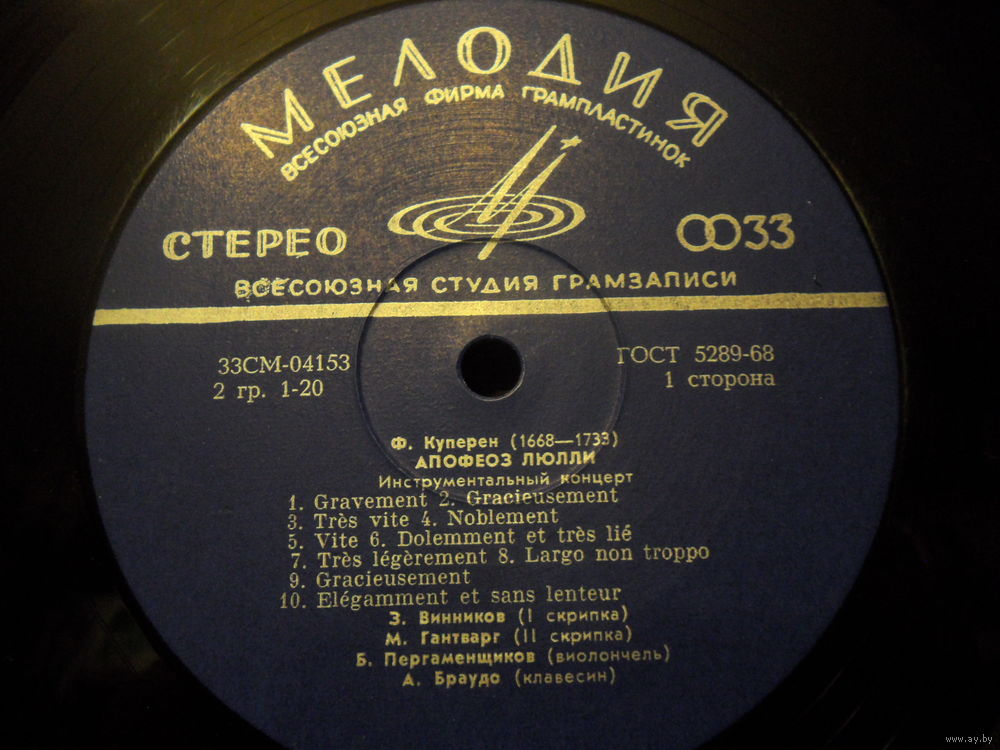 МЕЛОДИЯ
ВСЕСОЮЗНАЯ ФИРМА ГРАМПЛАСТИНОК
СТЕРЕО
33
ВСЕСОЮЗНАЯ СТУДИЯ ГРАМЗАПИСИ
33СМ-04153
ГОСТ 5289-68
2 гр. 1-20
1 сторона
Ф. Куперен (1668—1733)
АПОФЕОЗ ЛЮЛЛИ
Инструментальный концерт
1. Gravement 2. Gracieusement
3. Très vite 4. Noblement
5. Vite 6. Dolemment et très lié
7. Très légèrement 8. Largo non troppo
9. Gracieusement
10. Elégamment et sans lenteur
З. Винников (I скрипка)
М. Гантварг (II скрипка)
Б. Пергаменщиков (виолончель)
А. Браудо (клавесин)
www.ay.by